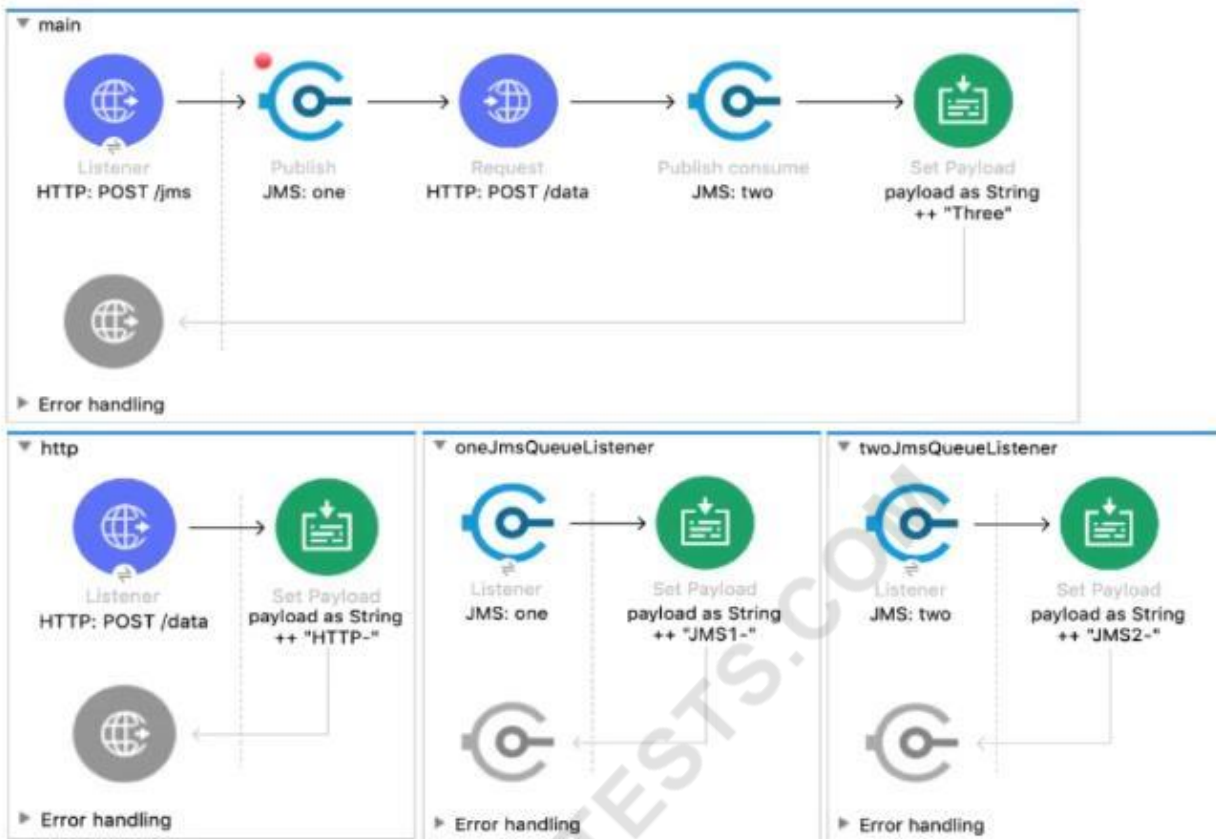 main
Listener
HTTP: POST /jms
Publish
JMS: one
Request
HTTP: POST /data
Publish consume
JMS: two
Set Payload
payload as String
++ "Three"
Error handling
http
Listener
HTTP: POST /data
Set Payload
payload as String
++ "HTTP-"
Error handling
oneJmsQueueListener
Listener
JMS: one
Set Payload
payload as String
++ "JMS1-"
Error handling
twoJmsQueueListener
Listener
JMS: two
Set Payload
payload as String
++ "JMS2-"
Error handling
TESTS.COM